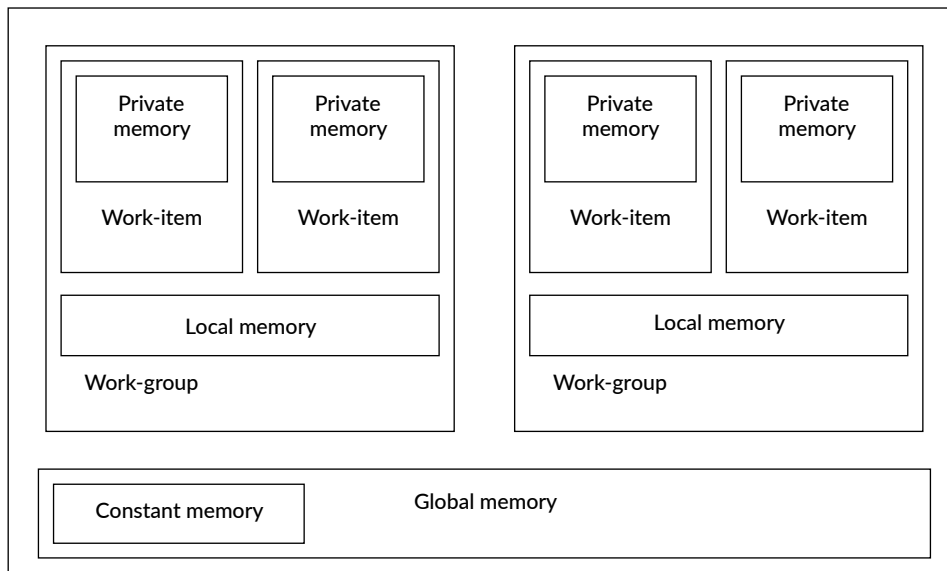 Private
memory
Work-item
Private
memory
Work-item
Local memory
Work-group
Private
memory
Work-item
Private
memory
Work-item
Local memory
Work-group
Constant memory
Global memory